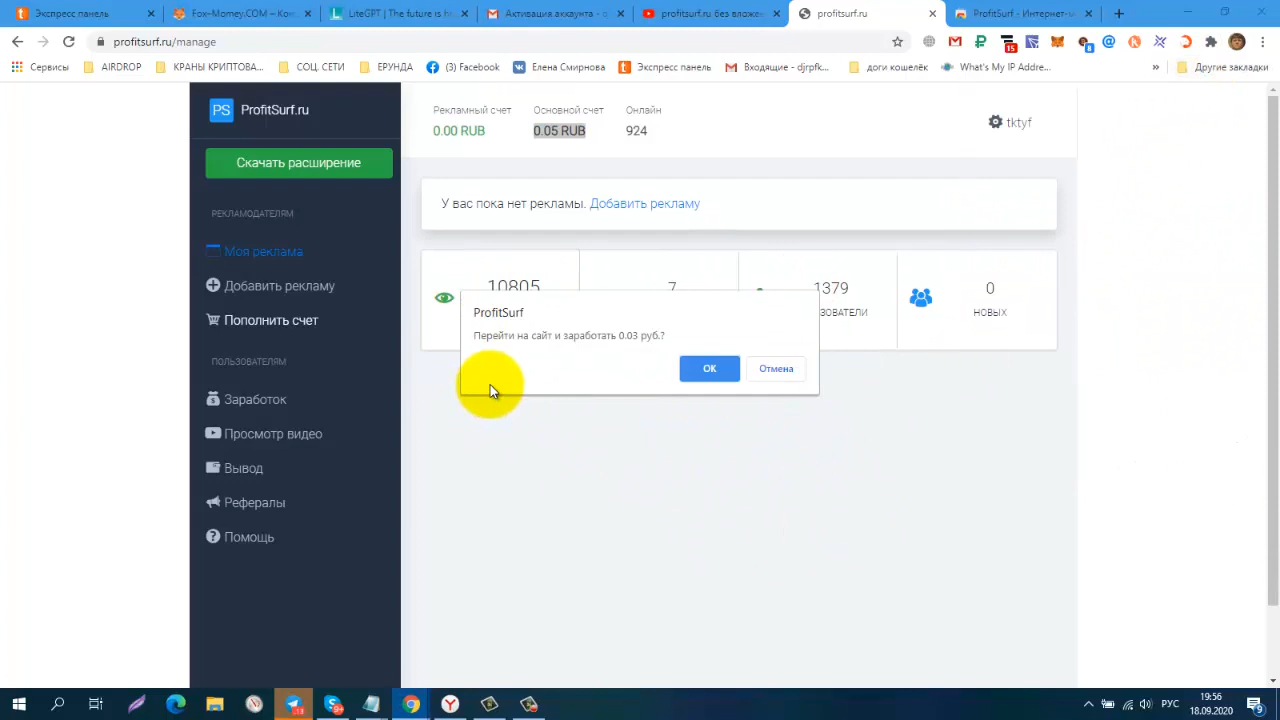 Экспресс панель
Fox-Money.COM – Конк
LiteGPT | The future is b
Активация аккаунта - d
profitsurf.ru без вложе
profitsurf.ru
ProfitSurf - Интернет-м
profitsurf.ru/manage
15
8
Сервисы
AIRDROP
КРАНЫ КРИПТОВА...
СОЦ. СЕТИ
ЕРУНДА
(3) Facebook
Елена Смирнова
Экспресс панель
Входящие - djrpfk...
доги кошелёк
What's My IP Addre...
»
Другие закладки
PS ProfitSurf.ru
Скачать расширение
РЕКЛАМОДАТЕЛЯМ
Моя реклама
Добавить рекламу
Пополнить счет
ПОЛЬЗОВАТЕЛЯМ
Заработок
Просмотр видео
Вывод
Рефералы
Помощь
Рекламный счет
0.00 RUB
Основной счет
0.05 RUB
Онлайн
924
tktyf
У вас пока нет рекламы. Добавить рекламу
10805
7
1379
ЗОВАТЕЛИ
0
НОВЫХ
ProfitSurf
Перейти на сайт и заработать 0.03 руб.?
ОК
Отмена
РУС
19:56
18.09.2020